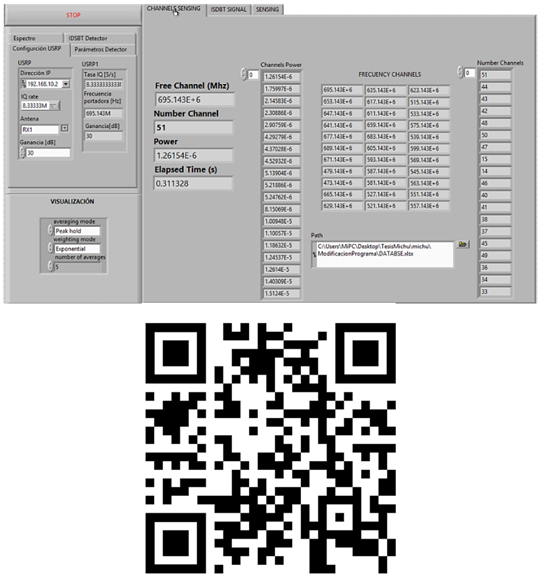 STOP
CHANNELS SENSING
ISDBT SIGNAL
SENSING
Espectro
IDSBT Detector
Configuración USRP
Parámetros Detector
USRP
Dirección IP
192.168.10.2
IQ rate
8.33333M
Antena
RX1
Ganancia[dB]
30
USRP1
Tasa IQ [S/s]
8.3333333333
Frecuencia portadora [Hz]
695.143M
Ganancia[dB]
30
VISUALIZACIÓN
averaging mode
Peak hold
weighting mode
Exponential
number of averages
5
Free Channel (Mhz)
695.143E+6
Number Channel
51
Power
1.26154E-6
Elapsed Time (s)
0.311328
Channels Power
0
1.26154E-6
1.75997E-6
2.14583E-6
2.30886E-6
2.90759E-6
4.29279E-6
4.37028E-6
4.52932E-6
5.13904E-6
5.21886E-6
5.24762E-6
8.15069E-6
1.00948E-5
1.10057E-5
1.18632E-5
1.24537E-5
1.2614E-5
1.40309E-5
1.5124E-5
FRECUENCY CHANNELS
695.143E+6 635.143E+6 623.143E+6
653.143E+6 617.143E+6 515.143E+6
647.143E+6 611.143E+6 533.143E+6
641.143E+6 659.143E+6 575.143E+6
677.143E+6 683.143E+6 539.143E+6
689.143E+6 605.143E+6 599.143E+6
671.143E+6 593.143E+6 569.143E+6
479.143E+6 587.143E+6 545.143E+6
473.143E+6 581.143E+6 563.143E+6
665.143E+6 527.143E+6 551.143E+6
629.143E+6 521.143E+6 557.143E+6
Path
C:\Users\MiPC\Desktop\TesisMichu\michu\
ModificacionPrograma\DATABSE.xlsx
Number Channels
0
51
44
43
42
48
50
47
15
14
46
40
41
38
37
45
49
36
34
33